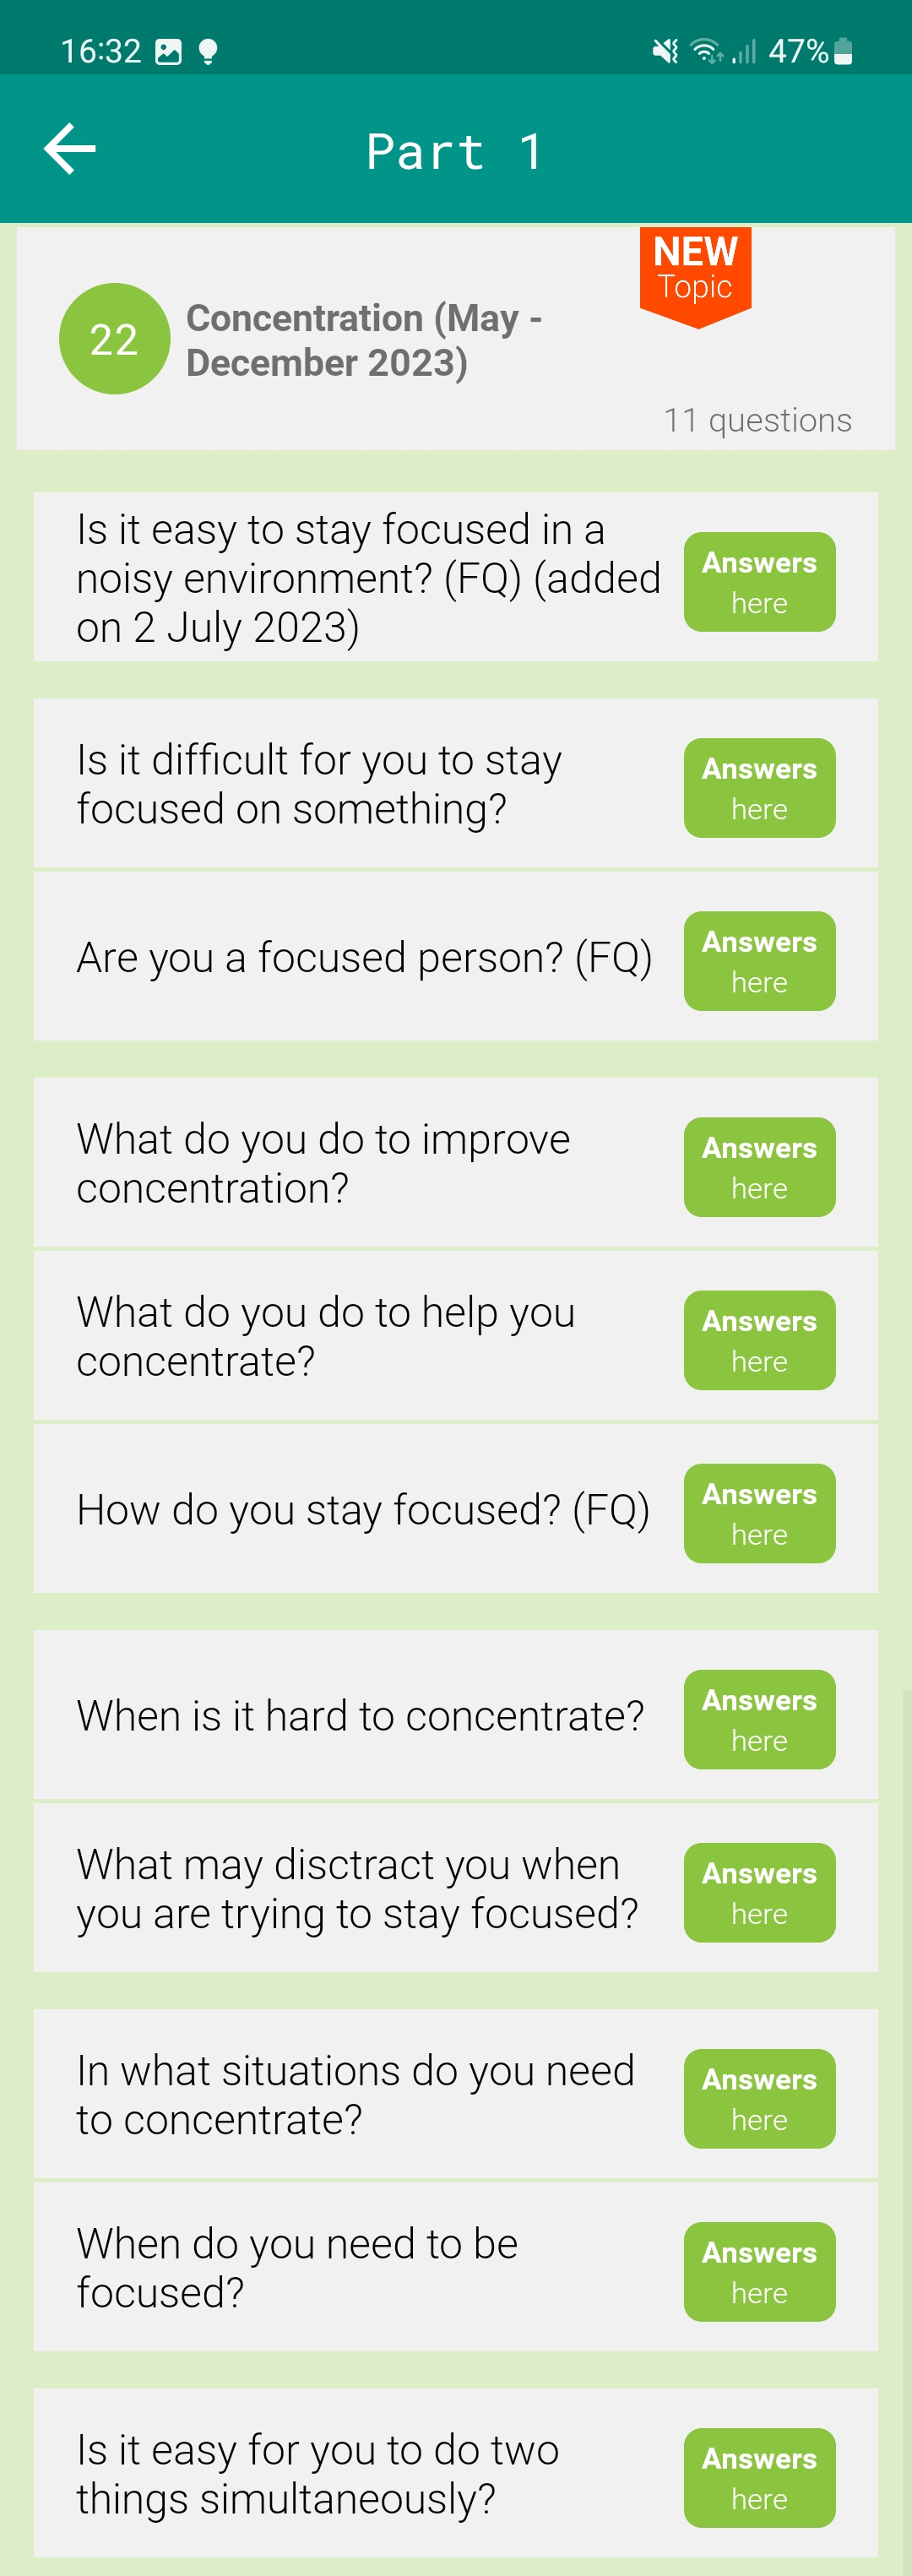 16:32
47%
Part 1
NEW
Topic
22
Concentration (May -
December 2023)
11 questions
Is it easy to stay focused in a
noisy environment? (FQ) (added
on 2 July 2023)
Answers
here
Is it difficult for you to stay
focused on something?
Answers
here
Are you a focused person? (FQ)
Answers
here
What do you do to improve
concentration?
Answers
here
What do you do to help you
concentrate?
Answers
here
How do you stay focused? (FQ)
Answers
here
When is it hard to concentrate?
Answers
here
What may disctract you when
you are trying to stay focused?
Answers
here
In what situations do you need
to concentrate?
Answers
here
When do you need to be
focused?
Answers
here
Is it easy for you to do two
things simultaneously?
Answers
here